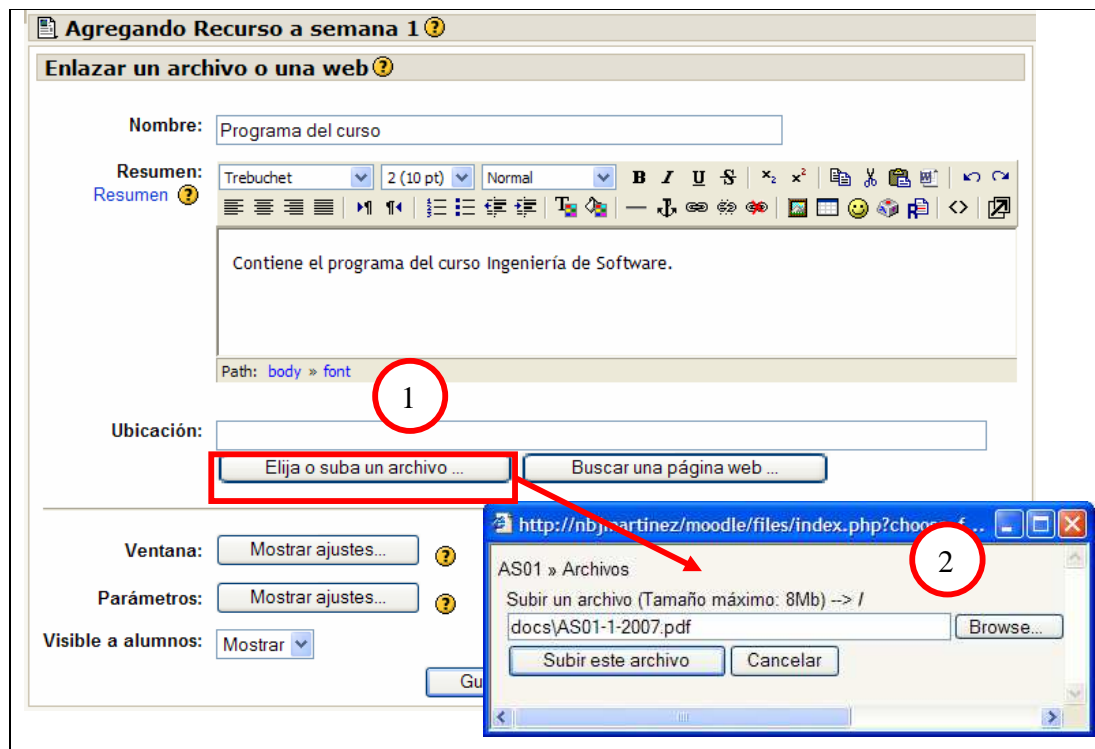 Agregando Recurso a semana 1
Enlazar un archivo o una web
Nombre: Programa del curso
Resumen:
Resumen
Trebuchet 2 (10 pt) Normal
Contiene el programa del curso Ingeniería de Software.
Path: body » font
1
Ubicación:
Elija o suba un archivo ... Buscar una página web ...
Ventana: Mostrar ajustes...
Parámetros: Mostrar ajustes...
Visible a alumnos: Mostrar
Gu
http://nbjmartinez/moodle/files/index.php?choose=f...
2
AS01 » Archivos
Subir un archivo (Tamaño máximo: 8Mb) --> /
docs\AS01-1-2007.pdf Browse...
Subir este archivo Cancelar